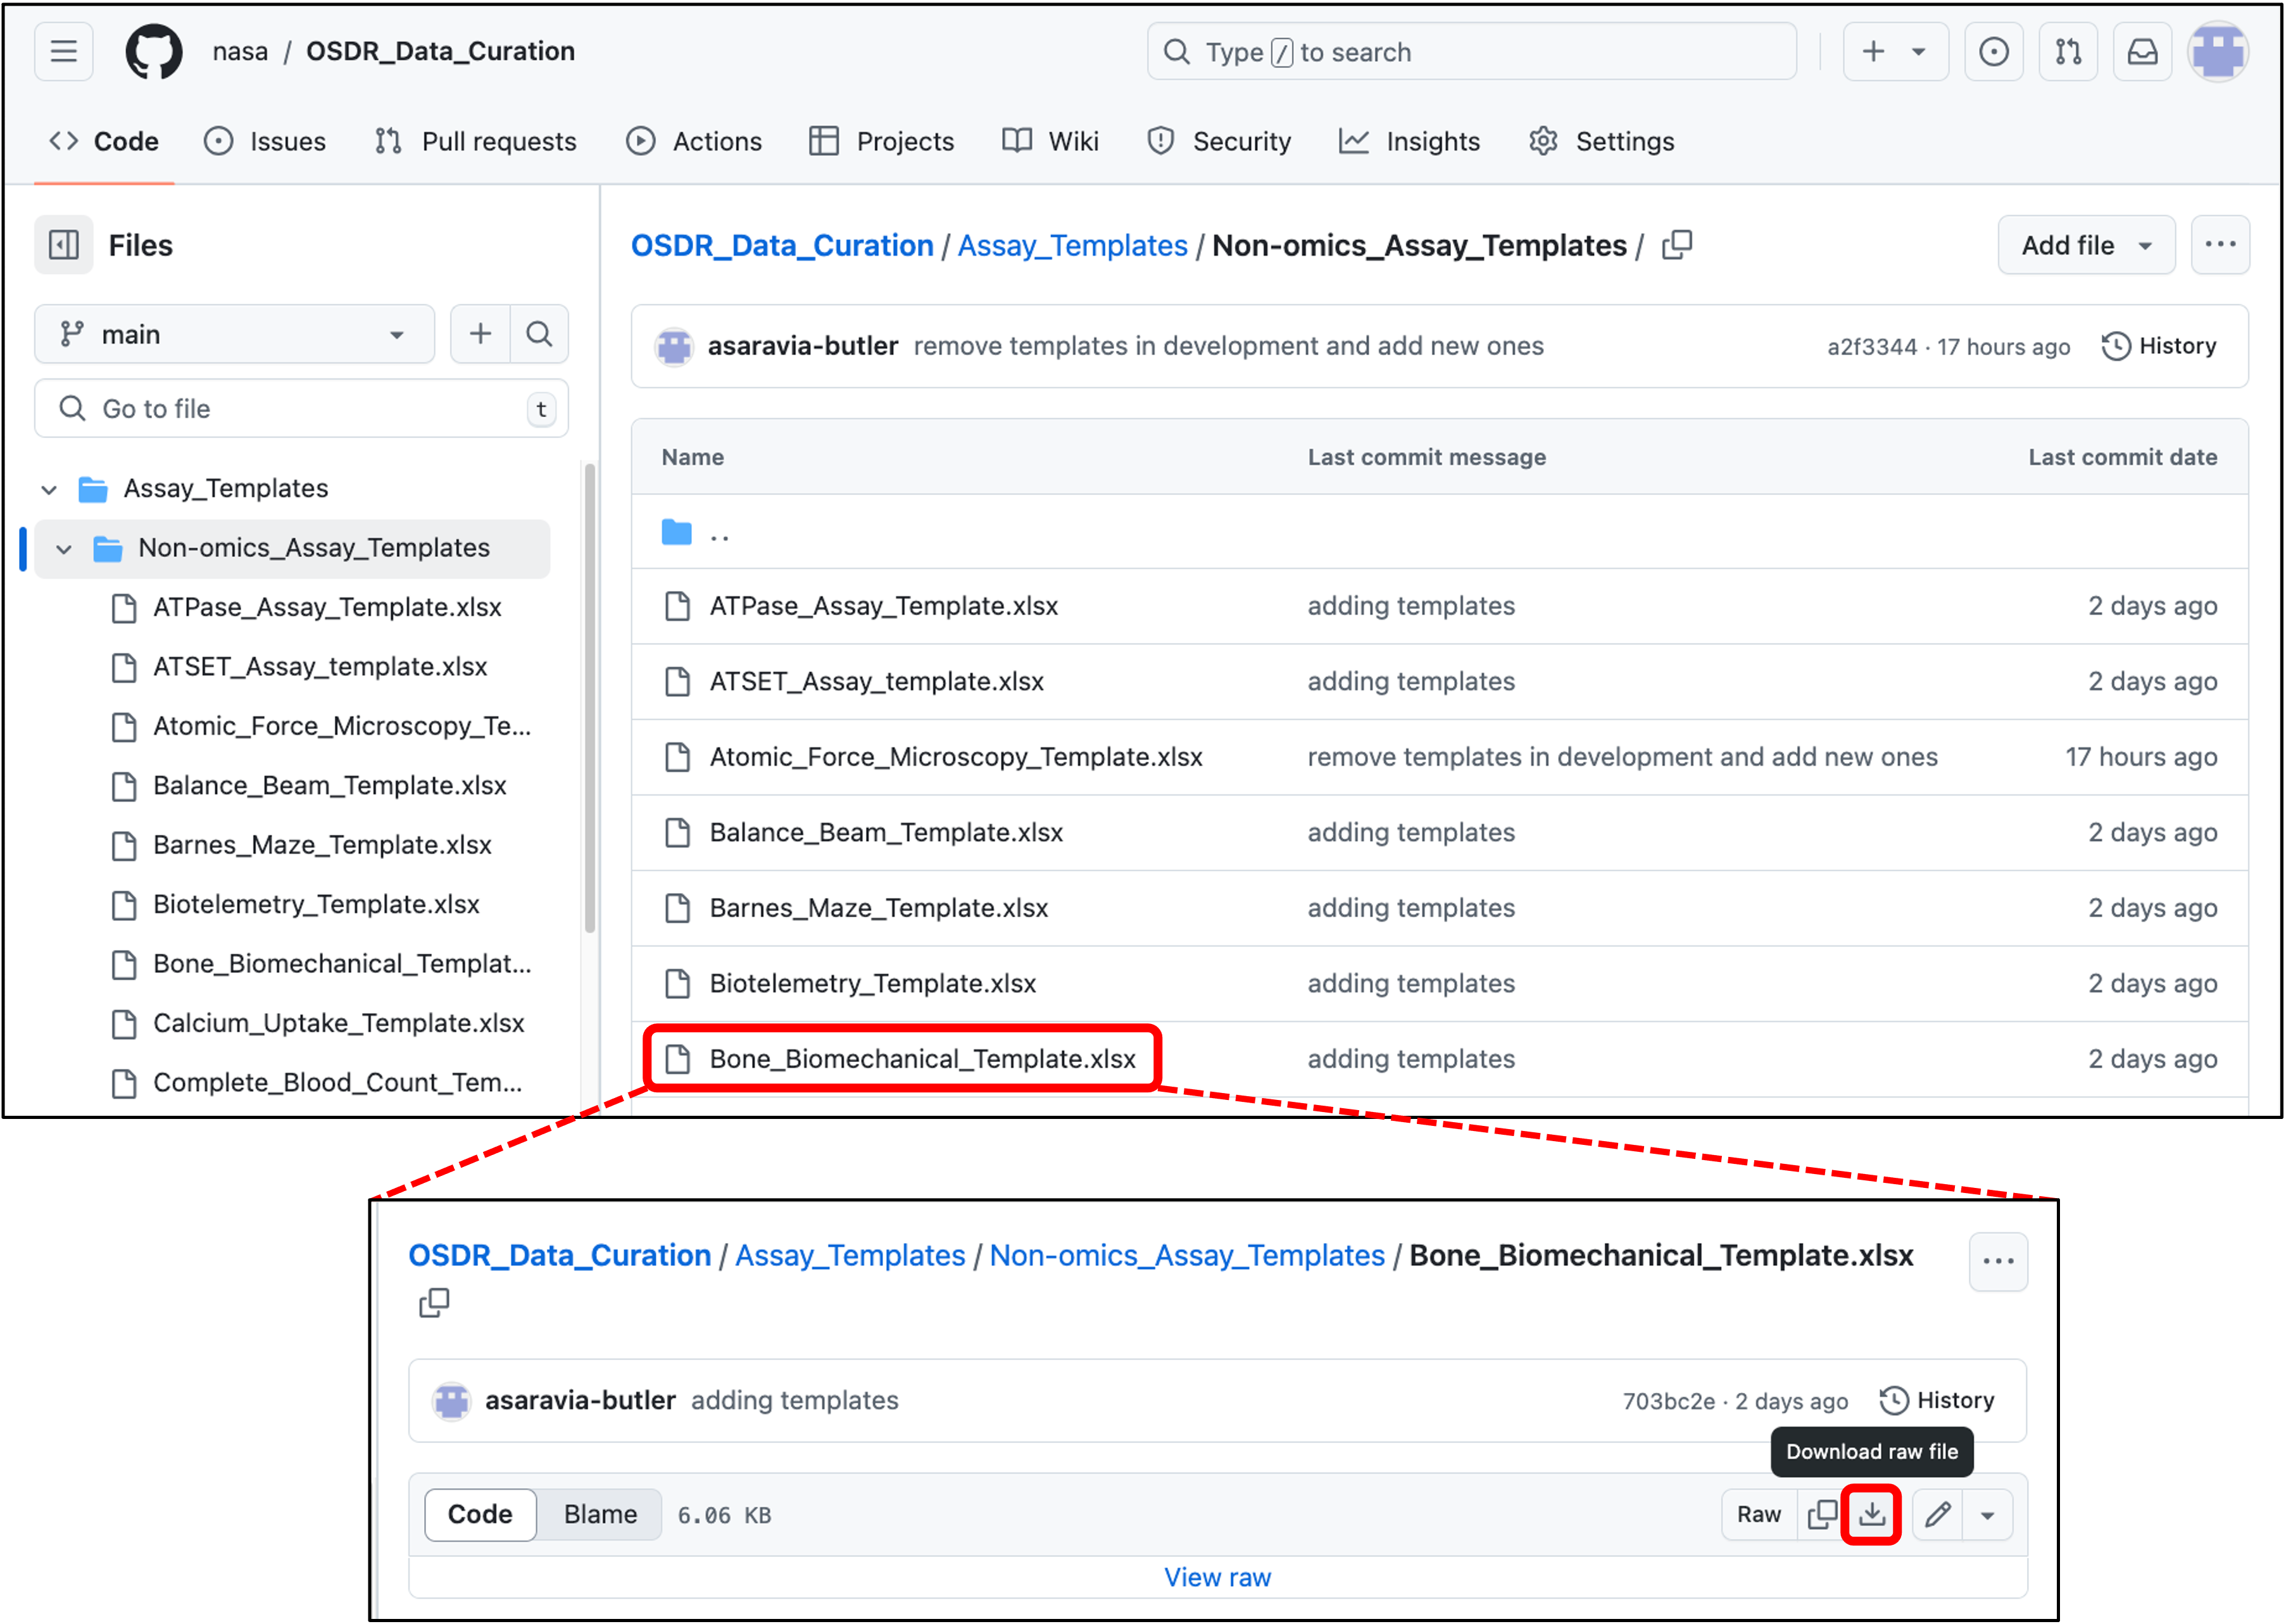 nasa / OSDR_Data_Curation
Type / to search
Code Issues Pull requests Actions Projects Wiki Security Insights Settings
Files
main
Go to file t
Assay_Templates
Non-omics_Assay_Templates
ATPase_Assay_Template.xlsx
ATSET_Assay_template.xlsx
Atomic_Force_Microscopy_Te...
Balance_Beam_Template.xlsx
Barnes_Maze_Template.xlsx
Biotelemetry_Template.xlsx
Bone_Biomechanical_Templat...
Calcium_Uptake_Template.xlsx
Complete_Blood_Count_Tem...
OSDR_Data_Curation / Assay_Templates / Non-omics_Assay_Templates /
Add file ...
asaravia-butler remove templates in development and add new ones a2f3344 · 17 hours ago History
Name Last commit message Last commit date
..
ATPase_Assay_Template.xlsx adding templates 2 days ago
ATSET_Assay_template.xlsx adding templates 2 days ago
Atomic_Force_Microscopy_Template.xlsx remove templates in development and add new ones 17 hours ago
Balance_Beam_Template.xlsx adding templates 2 days ago
Barnes_Maze_Template.xlsx adding templates 2 days ago
Biotelemetry_Template.xlsx adding templates 2 days ago
Bone_Biomechanical_Template.xlsx adding templates 2 days ago
OSDR_Data_Curation / Assay_Templates / Non-omics_Assay_Templates / Bone_Biomechanical_Template.xlsx ...
asaravia-butler adding templates 703bc2e · 2 days ago History
Download raw file
Code Blame 6.06 KB Raw
View raw